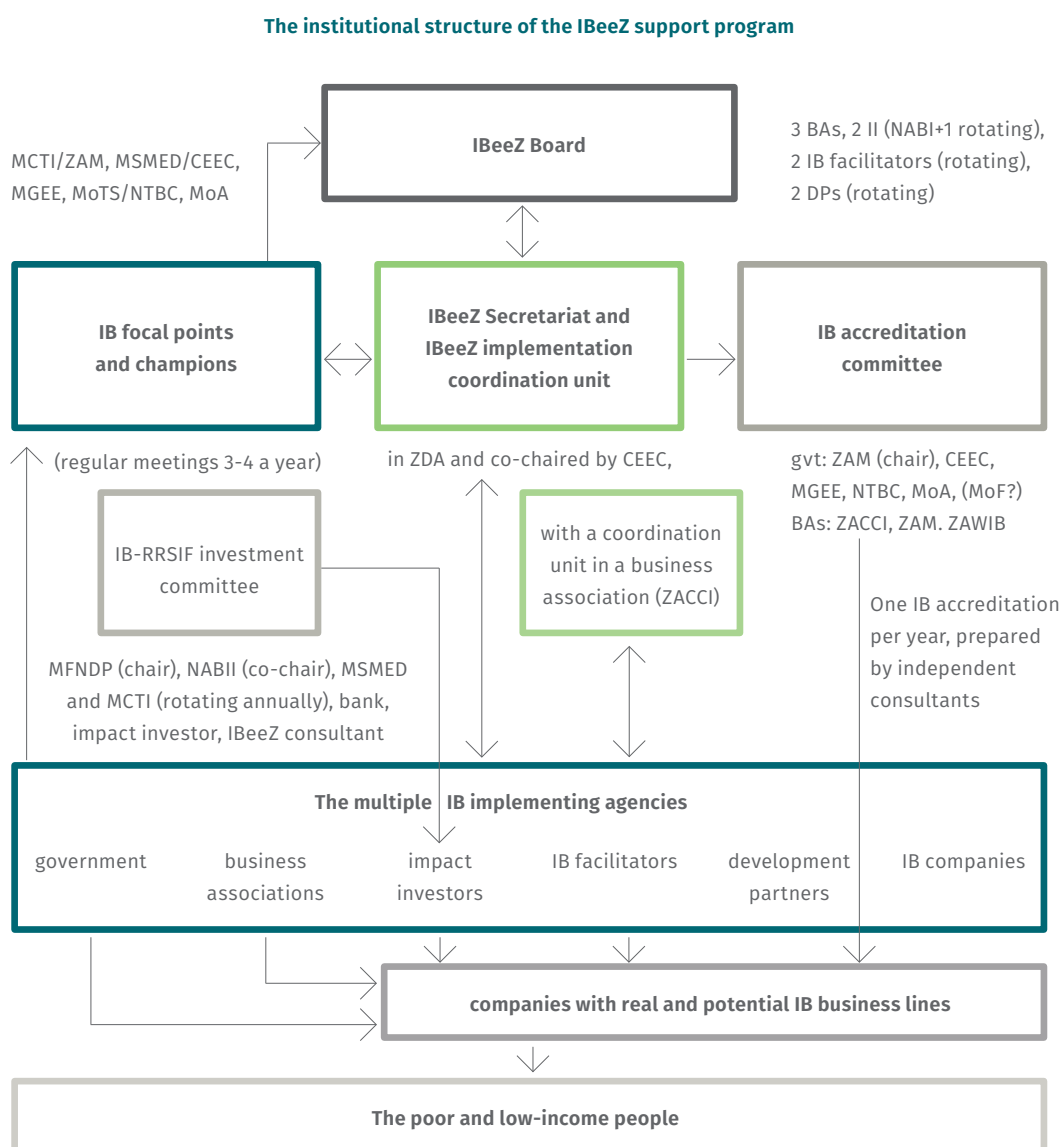 The institutional structure of the IBeeZ support program
MCTI/ZAM, MSMED/CEEC,
MGEE, MoTS/NTBC, MoA
IBeeZ Board
3 BAs, 2 II (NABI+1 rotating),
2 IB facilitators (rotating),
2 DPs (rotating)
IB focal points
and champions
IBeeZ Secretariat and
IBeeZ implementation
coordination unit
IB accreditation
committee
(regular meetings 3-4 a year)
in ZDA and co-chaired by CEEC,
gvt: ZAM (chair), CEEC,
MGEE, NTBC, MoA, (MoF?)
BAs: ZACCI, ZAM. ZAWIB
IB-RRSIF investment
committee
with a coordination
unit in a business
association (ZACCI)
One IB accreditation
per year, prepared
by independent
consultants
MFNDP (chair), NABII (co-chair), MSMED
and MCTI (rotating annually), bank,
impact investor, IBeeZ consultant
The multiple IB implementing agencies
government
business
associations
impact
investors
IB facilitators
development
partners
IB companies
companies with real and potential IB business lines
The poor and low-income people